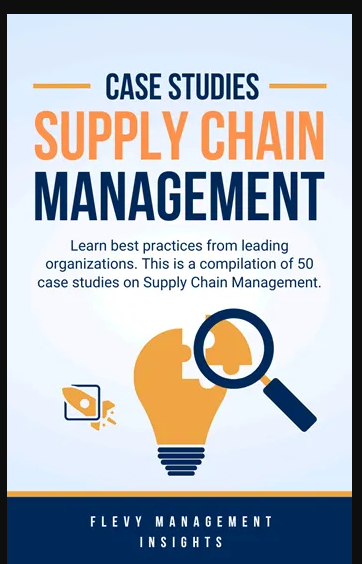 CASE STUDIES
SUPPLY CHAIN
MANAGEMENT
Learn best practices from leading
organizations. This is a compilation of 50
case studies on Supply Chain Management.
FLEVY MANAGEMENT
INSIGHTS